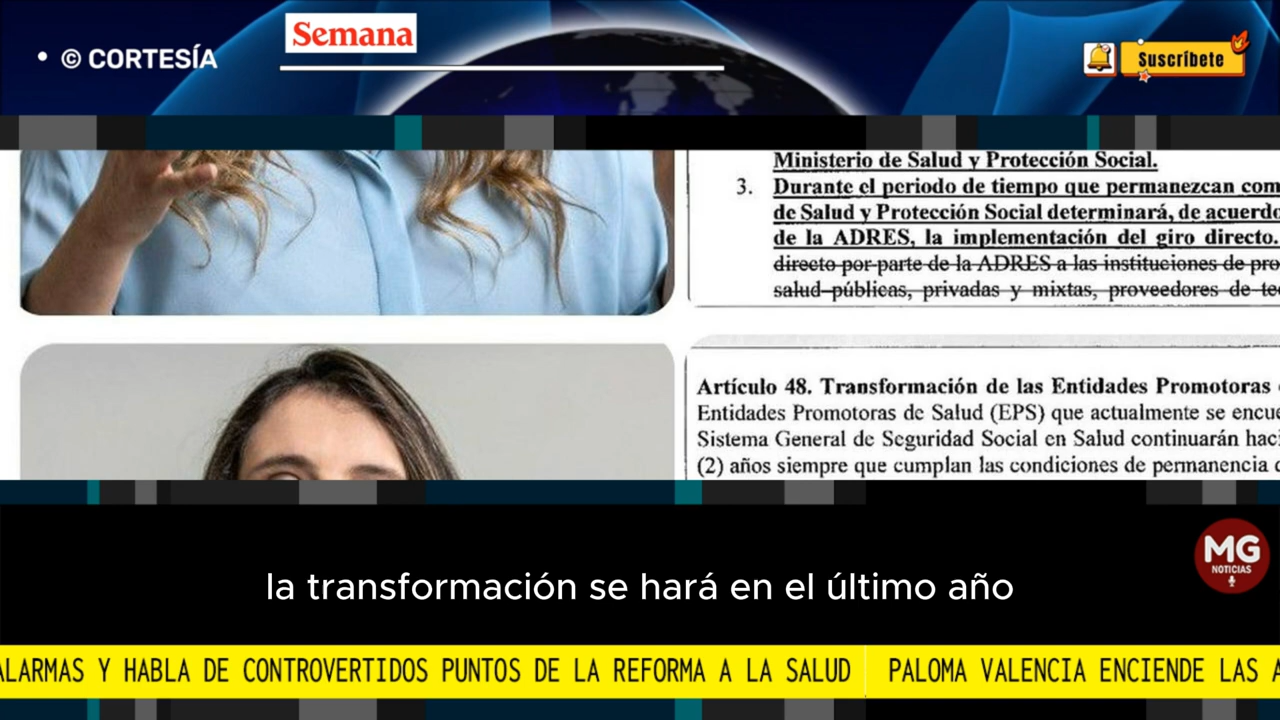 © CORTESÍA
Semana
Suscríbete
Ministerio de Salud y Protección Social.
3. Durante el periodo de tiempo que permanezcan com
de Salud y Protección Social determinará, de acuerdo
de la ADRES, la implementación del giro directo.
directo por parte de la ADRES a las instituciones de pro
salud públicas, privadas y mixtas, proveedores de te
Artículo 48. Transformación de las Entidades Promotoras
Entidades Promotoras de Salud (EPS) que actualmente se encue
Sistema General de Seguridad Social en Salud continuarán haci
(2) años siempre que cumplan las condiciones de permanencia
MG
NOTICIAS
la transformación se hará en el último año
ALARMAS Y HABLA DE CONTROVERTIDOS PUNTOS DE LA REFORMA A LA SALUD PALOMA VALENCIA ENCIENDE LAS A